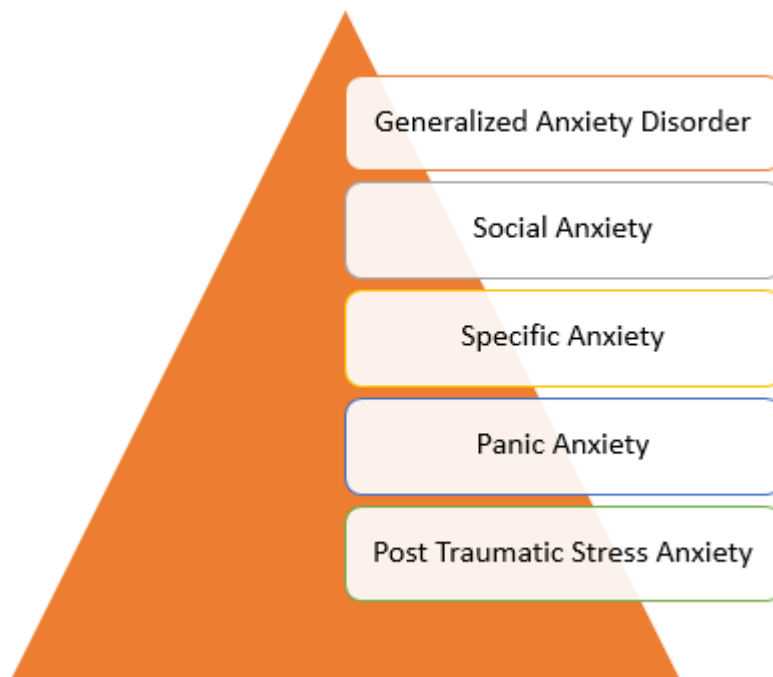 Generalized Anxiety Disorder
Social Anxiety
Specific Anxiety
Panic Anxiety
Post Traumatic Stress Anxiety